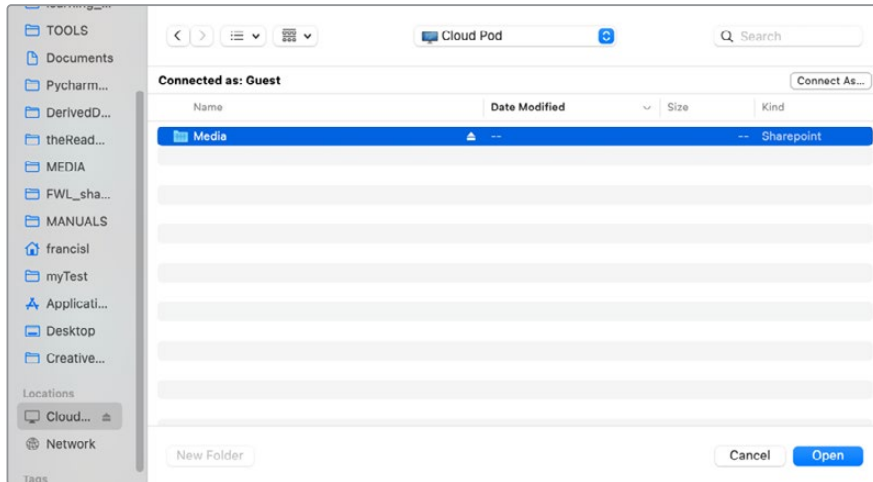 TOOLS
Documents
Pycharm...
DerivedD...
theRead...
MEDIA
FWL_sha...
MANUALS
francisl
myTest
Applicati...
Desktop
Creative...
Locations
Cloud...
Network
Tags
Cloud Pod
Search
Connected as: Guest
Connect As...
Name Date Modified Size Kind
Media -- -- Sharepoint
New Folder Cancel Open